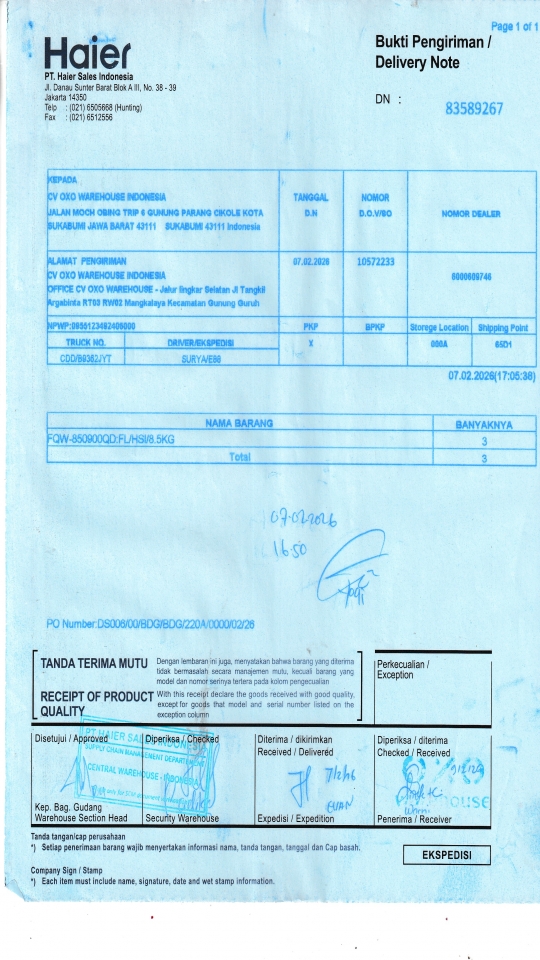 Page 1 of 1
Haier
Bukti Pengiriman /
Delivery Note
PT. Haier Sales Indonesia
Jl. Danau Sunter Barat Blok A III, No. 38 - 39
Jakarta 14350
Telp : (021) 6505668 (Hunting)
Fax : (021) 6512556
DN : 83589267
KEPADA
CV OXO WAREHOUSE INDONESIA
JALAN MOCH OBING TRIP 6 GUNUNG PARANG CIKOLE KOTA
SUKABUMI JAWA BARAT 43111 SUKABUMI 43111 Indonesia
TANGGAL
D.N
NOMOR
D.O.V/SO
NOMOR DEALER
ALAMAT PENGIRIMAN
CV OXO WAREHOUSE INDONESIA
OFFICE CV OXO WAREHOUSE - Jalur lingkar Selatan Jl Tangkil
Argabinta RT03 RW02 Mangkalaya Kecamatan Gunung Guruh
07.02.2026
10572233
8000609746
NPWP:0955123492405000
PKP
BPKP
Storege Location
Shipping Point
TRUCK NO.
DRIVER/EKSPEDISI
X
000A
65D1
CDD/B9362JYT
SURYA/E68
07.02.2026(17:05:38)
NAMA BARANG
BANYAKNYA
FQW-850900QD:FL/HSI/8.5KG
3
Total
3
07.02.2026
16.50
PO Number:DS006/00/BDG/BDG/220A/0000/02/26
TANDA TERIMA MUTU
Dengan lembaran ini juga, menyatakan bahwa barang yang diterima
tidak bermasalah secara manajemen mutu, kecuali barang yang
model dan nomor serinya tertera pada kolom pengecualian
RECEIPT OF PRODUCT
QUALITY
With this receipt declare the goods received with good quality,
except for goods that model and serial number listed on the
exception column
Perkecualian /
Exception
Disetujui / Approved
Diperiksa / Checked
Diterima / dikirimkan
Received / Delivered
Diperiksa / diterima
Checked / Received
PT HAIER SALES INDONESIA
SUPPLY CHAIN MANAGEMENT DEPARTMENT
CENTRAL WAREHOUSE - INDONESIA
7/2/26
EUAN
Kep. Bag. Gudang
Warehouse Section Head
Security Warehouse
Expedisi / Expedition
Penerima / Receiver
Tanda tangan/cap perusahaan
*) Setiap penerimaan barang wajib menyertakan informasi nama, tanda tangan, tanggal dan Cap basah.
EKSPEDISI
Company Sign / Stamp
*) Each item must include name, signature, date and wet stamp information.